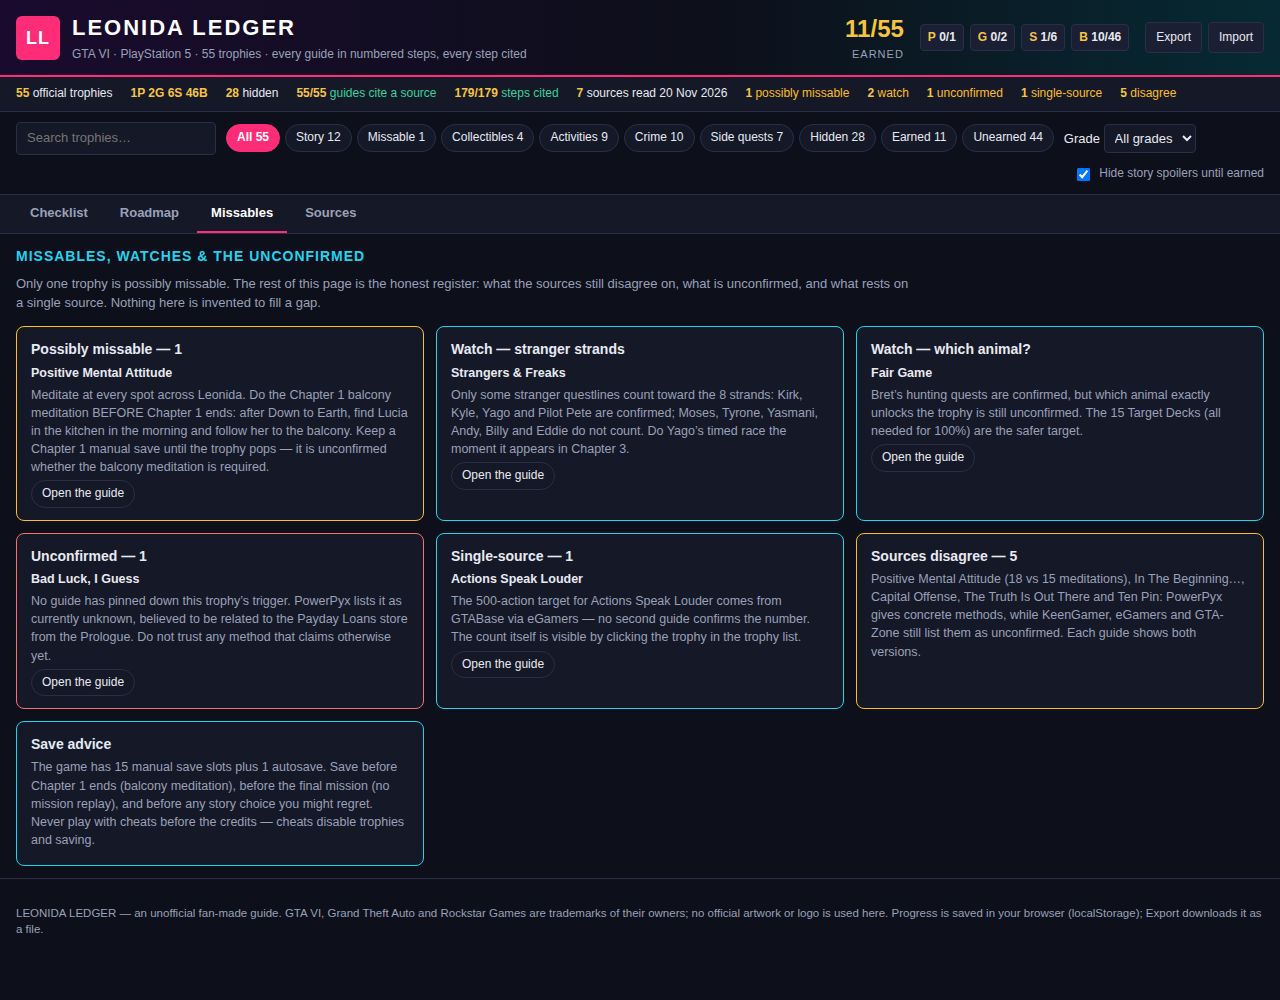 LL
LEONIDA LEDGER
GTA VI · PlayStation 5 · 55 trophies · every guide in numbered steps, every step cited
11/55
EARNED
P 0/1
G 0/2
S 1/6
B 10/46
Export
Import
55 official trophies
1P 2G 6S 46B
28 hidden
55/55 guides cite a source
179/179 steps cited
7 sources read 20 Nov 2026
1 possibly missable
2 watch
1 unconfirmed
1 single-source
5 disagree
Search trophies…
All 55
Story 12
Missable 1
Collectibles 4
Activities 9
Crime 10
Side quests 7
Hidden 28
Earned 11
Unearned 44
Grade
All grades
Hide story spoilers until earned
Checklist
Roadmap
Missables
Sources
MISSABLES, WATCHES & THE UNCONFIRMED
Only one trophy is possibly missable. The rest of this page is the honest register: what the sources still disagree on, what is unconfirmed, and what rests on
a single source. Nothing here is invented to fill a gap.
Possibly missable — 1
Positive Mental Attitude
Meditate at every spot across Leonida. Do the Chapter 1 balcony
meditation BEFORE Chapter 1 ends: after Down to Earth, find Lucia
in the kitchen in the morning and follow her to the balcony. Keep a
Chapter 1 manual save until the trophy pops — it is unconfirmed
whether the balcony meditation is required.
Open the guide
Watch — stranger strands
Strangers & Freaks
Only some stranger questlines count toward the 8 strands: Kirk,
Kyle, Yago and Pilot Pete are confirmed; Moses, Tyrone, Yasmani,
Andy, Billy and Eddie do not count. Do Yago's timed race the
moment it appears in Chapter 3.
Open the guide
Watch — which animal?
Fair Game
Bret's hunting quests are confirmed, but which animal exactly
unlocks the trophy is still unconfirmed. The 15 Target Decks (all
needed for 100%) are the safer target.
Open the guide
Unconfirmed — 1
Bad Luck, I Guess
No guide has pinned down this trophy's trigger. PowerPyx lists it as
currently unknown, believed to be related to the Payday Loans store
from the Prologue. Do not trust any method that claims otherwise
yet.
Open the guide
Single-source — 1
Actions Speak Louder
The 500-action target for Actions Speak Louder comes from
GTABase via eGamers — no second guide confirms the number.
The count itself is visible by clicking the trophy in the trophy list.
Open the guide
Sources disagree — 5
Positive Mental Attitude (18 vs 15 meditations), In The Beginning…,
Capital Offense, The Truth Is Out There and Ten Pin: PowerPyx
gives concrete methods, while KeenGamer, eGamers and GTA-
Zone still list them as unconfirmed. Each guide shows both
versions.
Save advice
The game has 15 manual save slots plus 1 autosave. Save before
Chapter 1 ends (balcony meditation), before the final mission (no
mission replay), and before any story choice you might regret.
Never play with cheats before the credits — cheats disable trophies
and saving.
LEONIDA LEDGER — an unofficial fan-made guide. GTA VI, Grand Theft Auto and Rockstar Games are trademarks of their owners; no official artwork or logo is used here. Progress is saved in your browser (localStorage); Export downloads it as
a file.